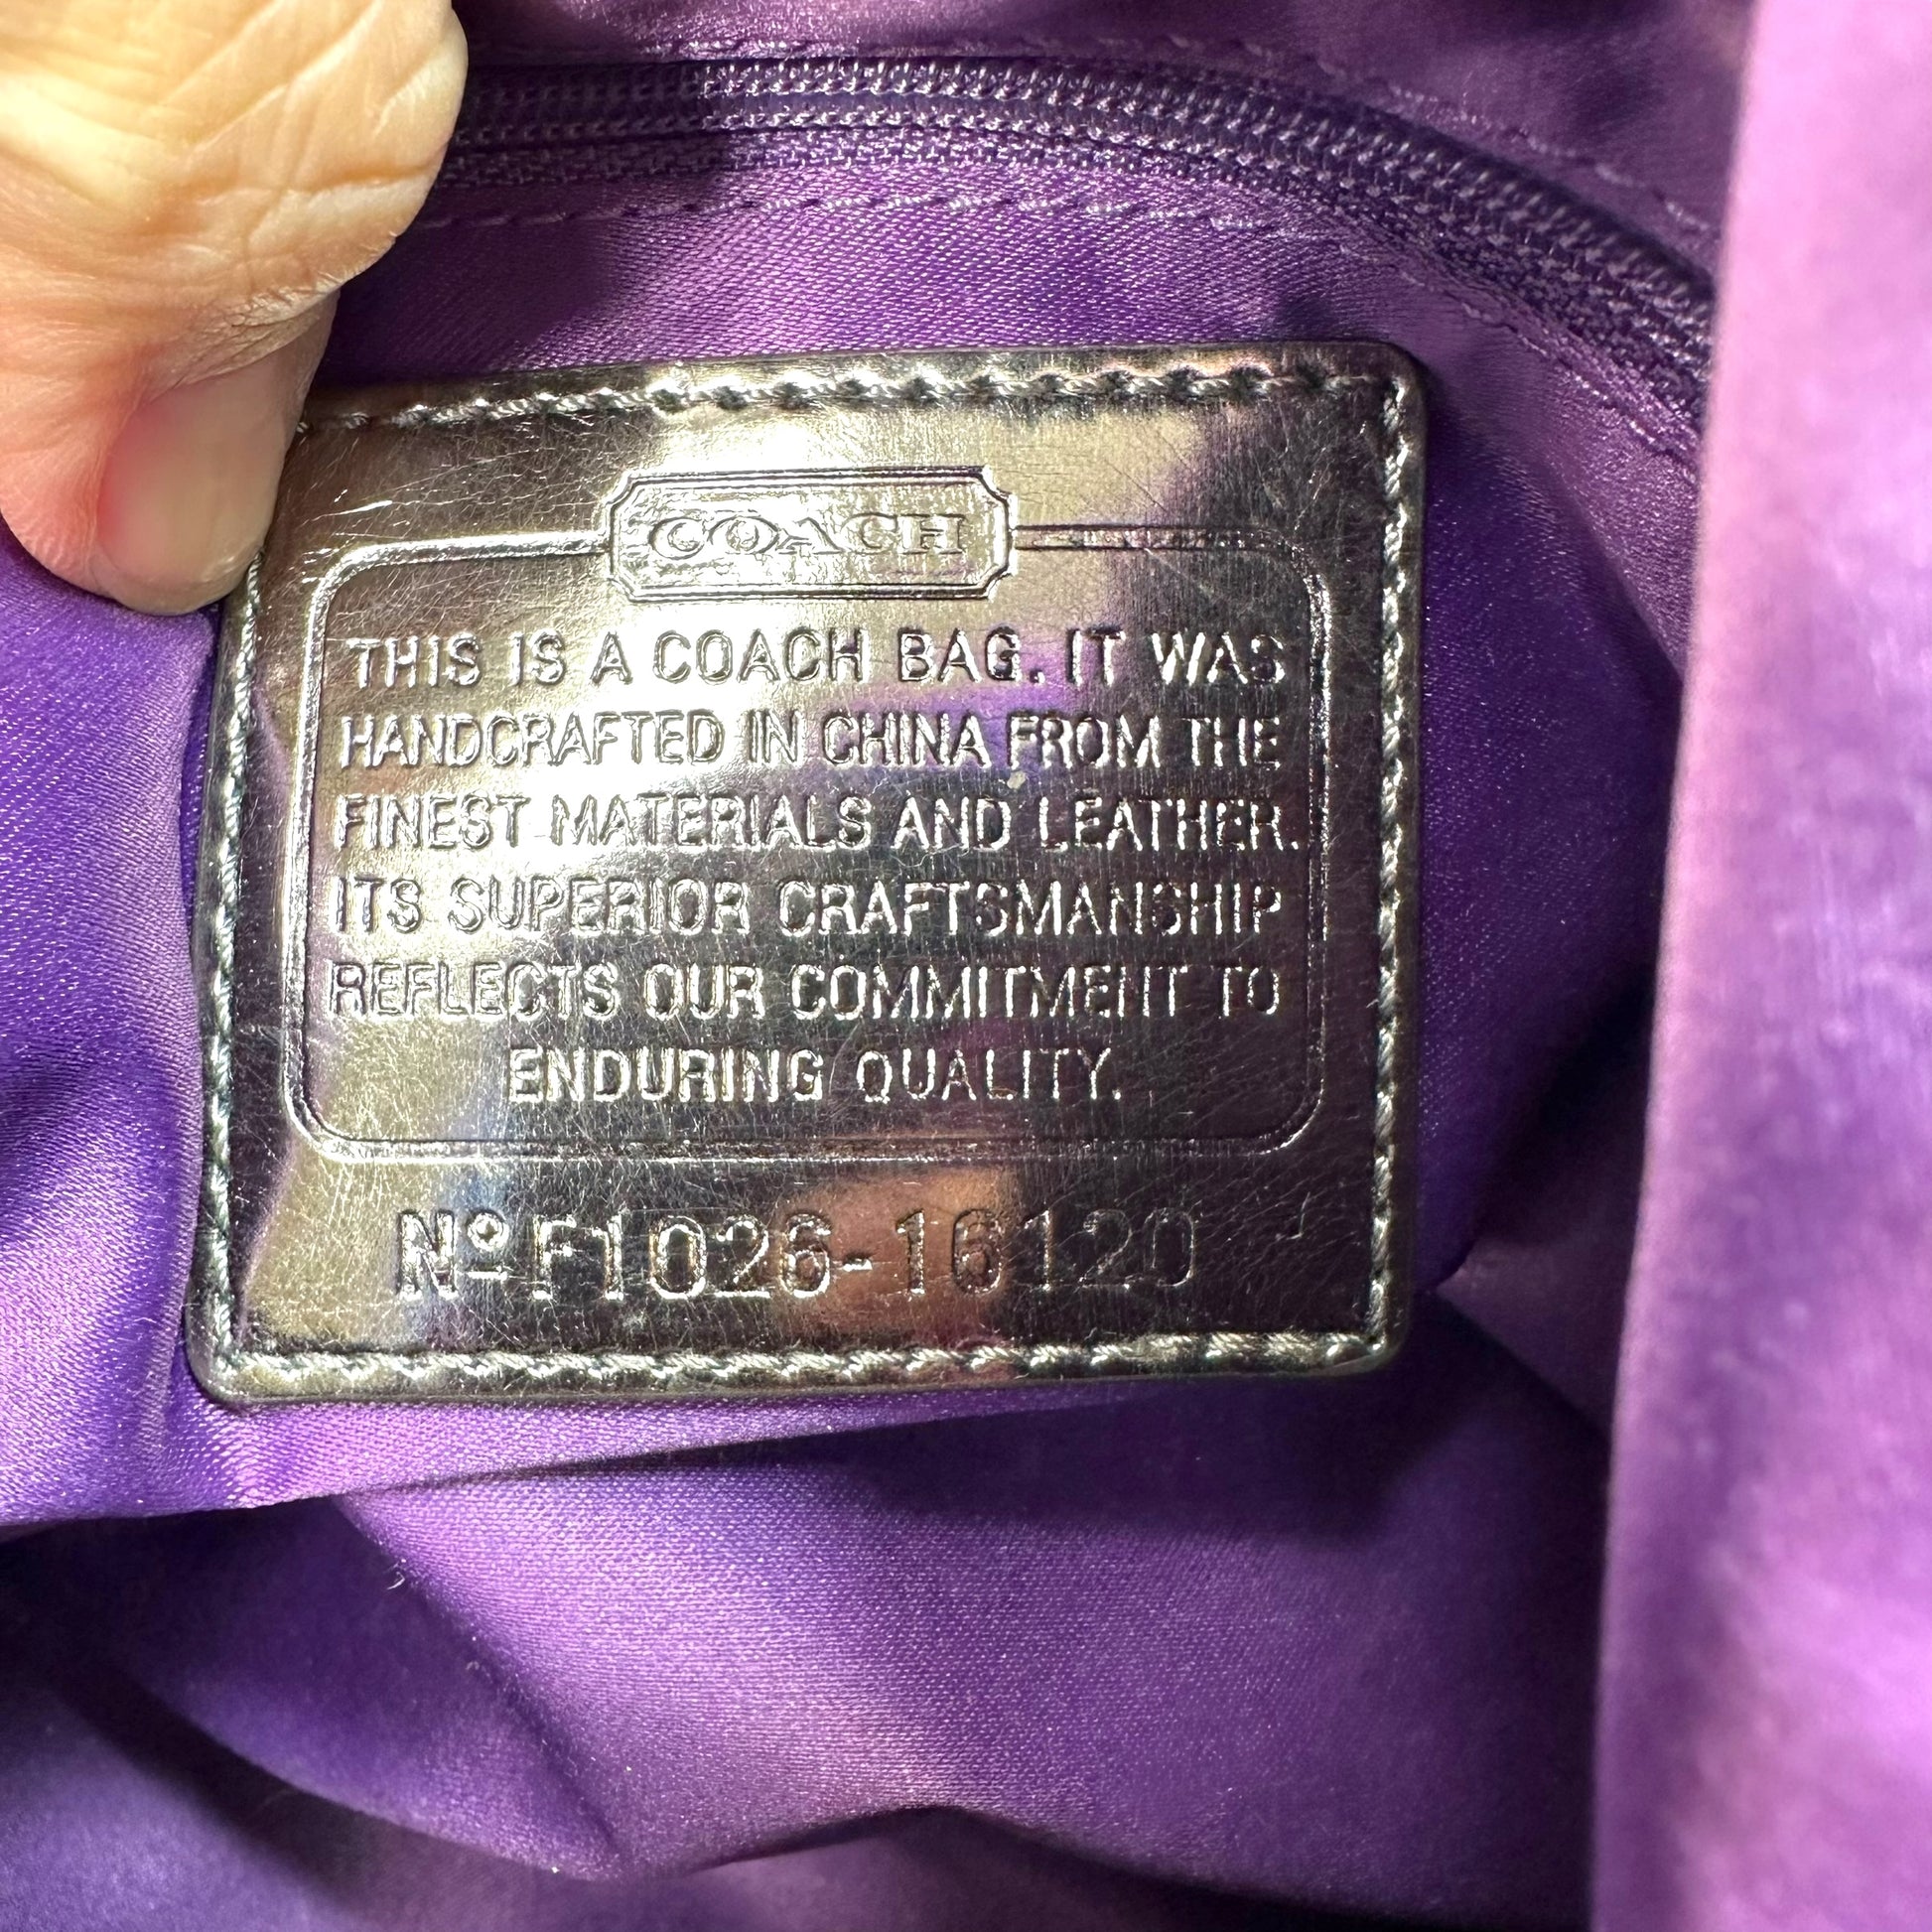 COACH
THIS IS A COACH BAG. IT WAS
HANDCRAFTED IN CHINA FROM THE
FINEST MATERIALS AND LEATHER.
ITS SUPERIOR CRAFTSMANSHIP
REFLECTS OUR COMMITMENT TO
ENDURING QUALITY.
Nº F1026-16120